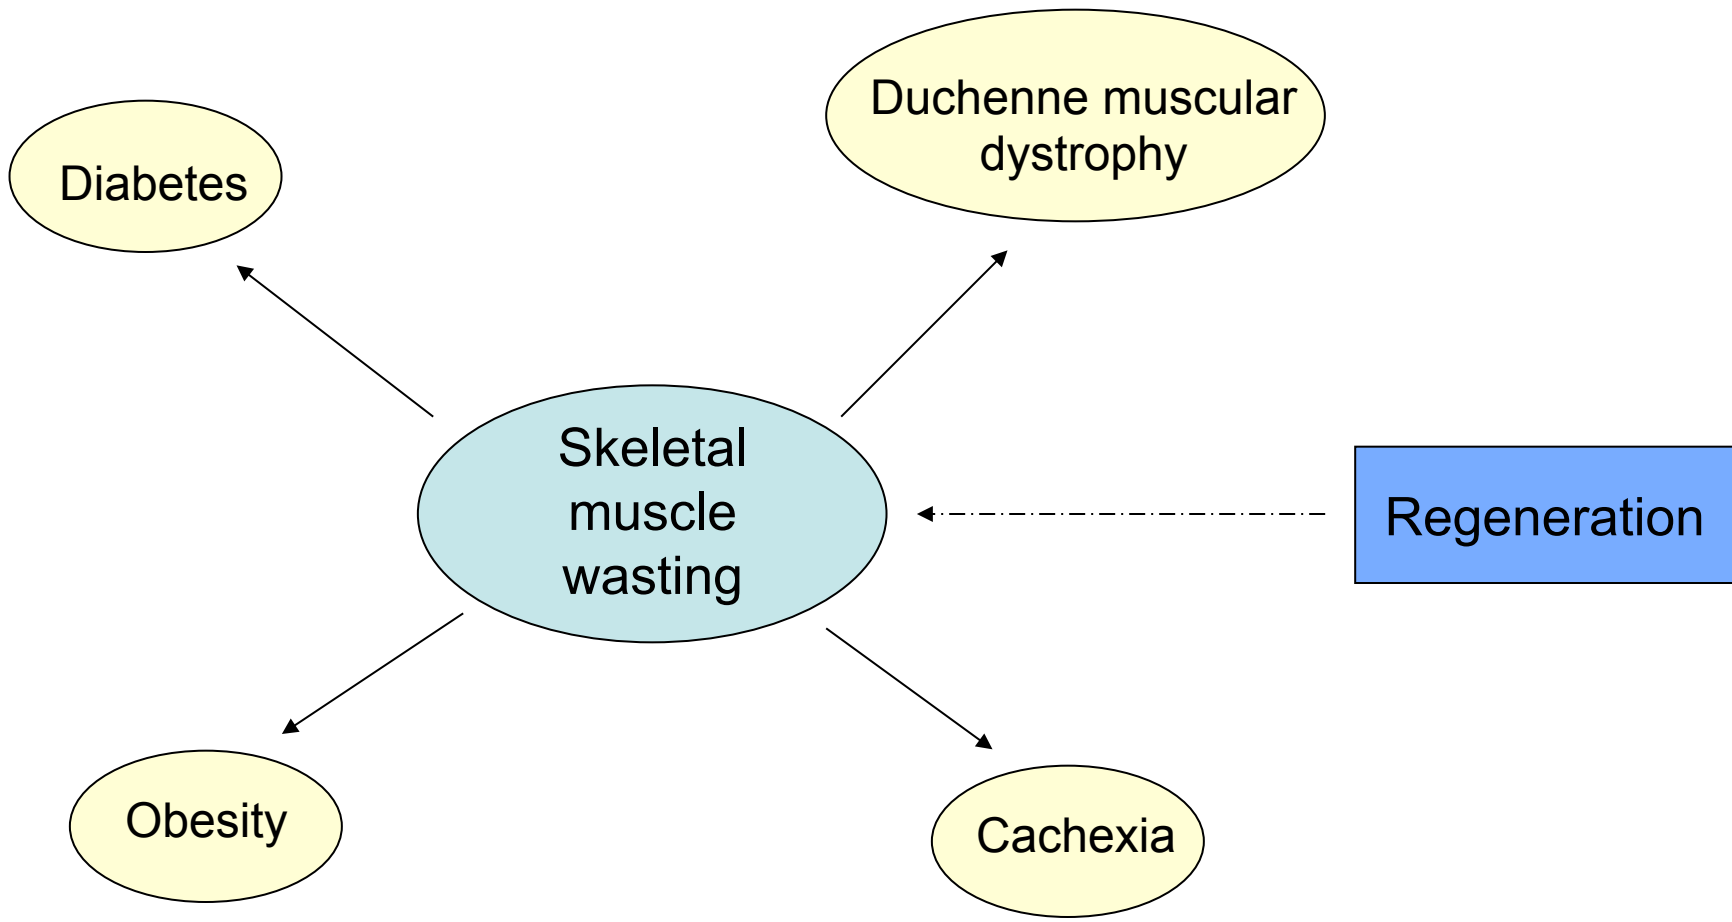 Duchenne muscular
dystrophy
Diabetes
Skeletal
muscle
wasting
Regeneration
Obesity
Cachexia